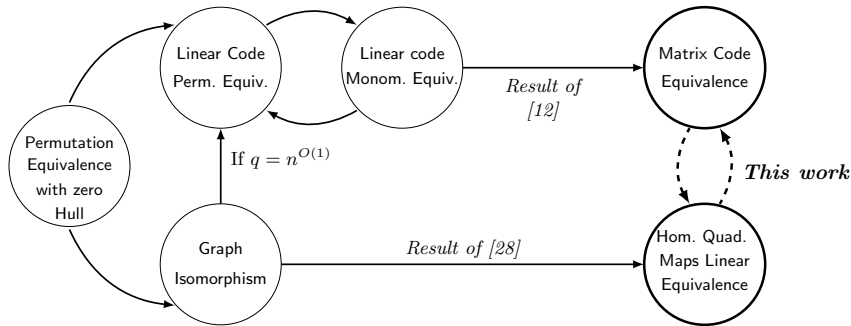 Linear Code
Perm. Equiv.
Linear code
Monom. Equiv.
Result of
[12]
Matrix Code
Equivalence
Permutation
Equivalence
with zero
Hull
If q = n^{O(1)}
This work
Graph
Isomorphism
Result of [28]
Hom. Quad.
Maps Linear
Equivalence